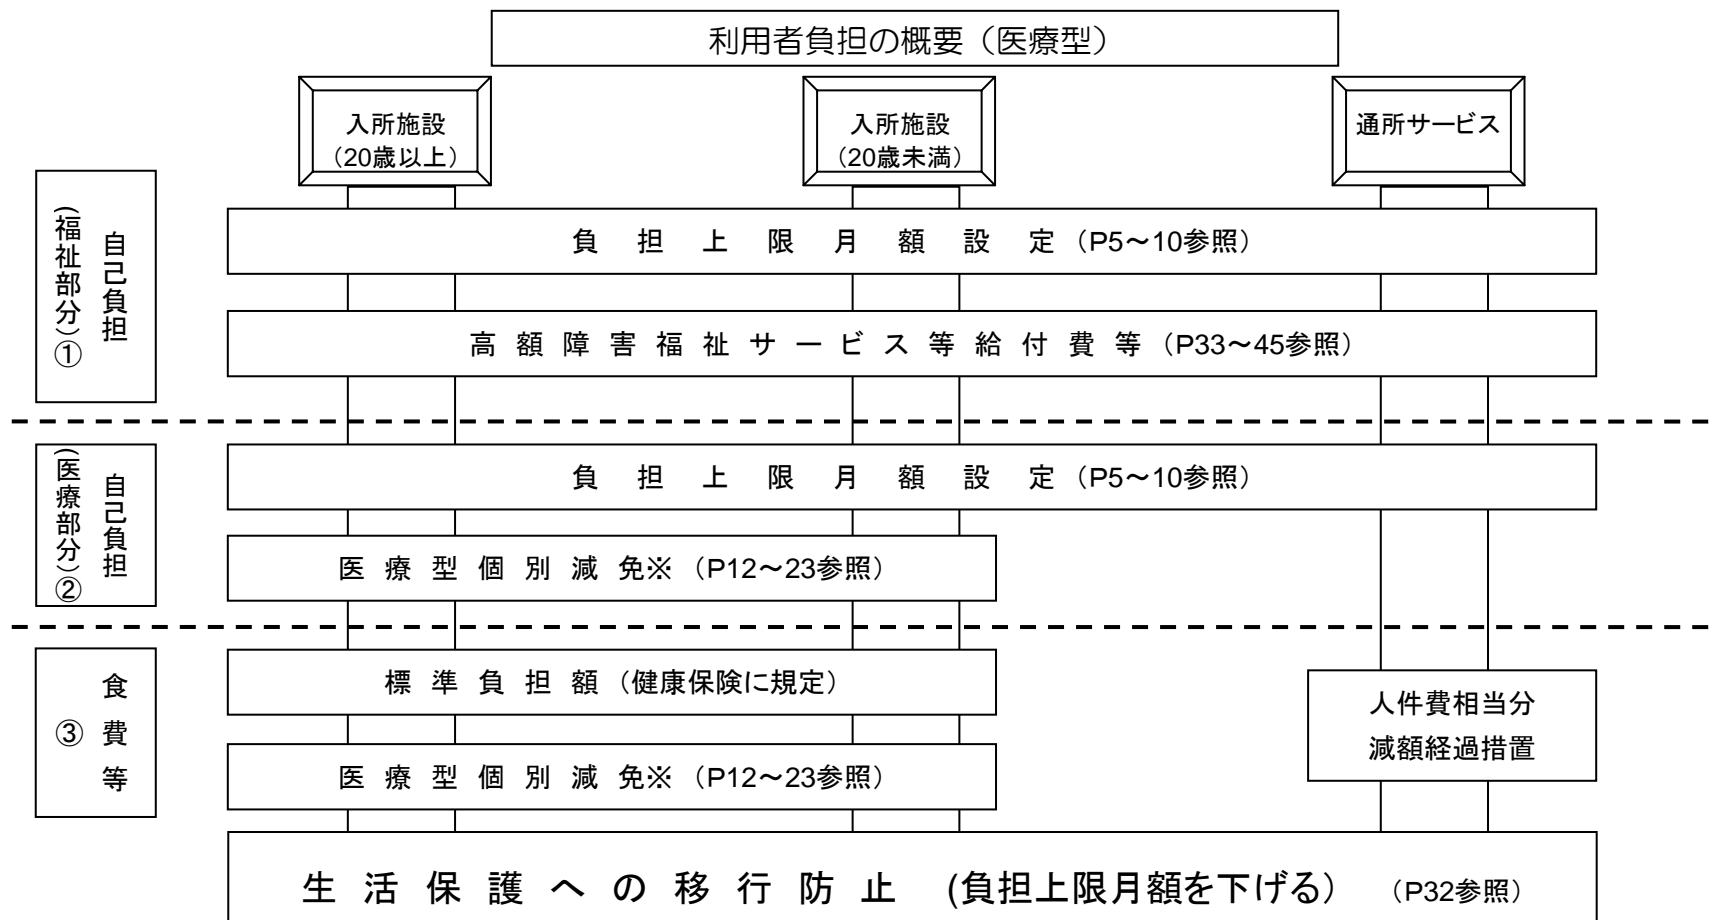 利用者負担の概要（医療型）
入所施設
（20歳以上）
入所施設
（20歳未満）
通所サービス
自己負担
（福祉部分）①
負担上限月額設定（P5～10参照）
高額障害福祉サービス等給付費等（P33～45参照）
自己負担
（医療部分）②
負担上限月額設定（P5～10参照）
医療型個別減免※（P12～23参照）
食費等
③
標準負担額（健康保険に規定）
人件費相当分
減額経過措置
医療型個別減免※（P12～23参照）
生活保護への移行防止 (負担上限月額を下げる） （P32参照）